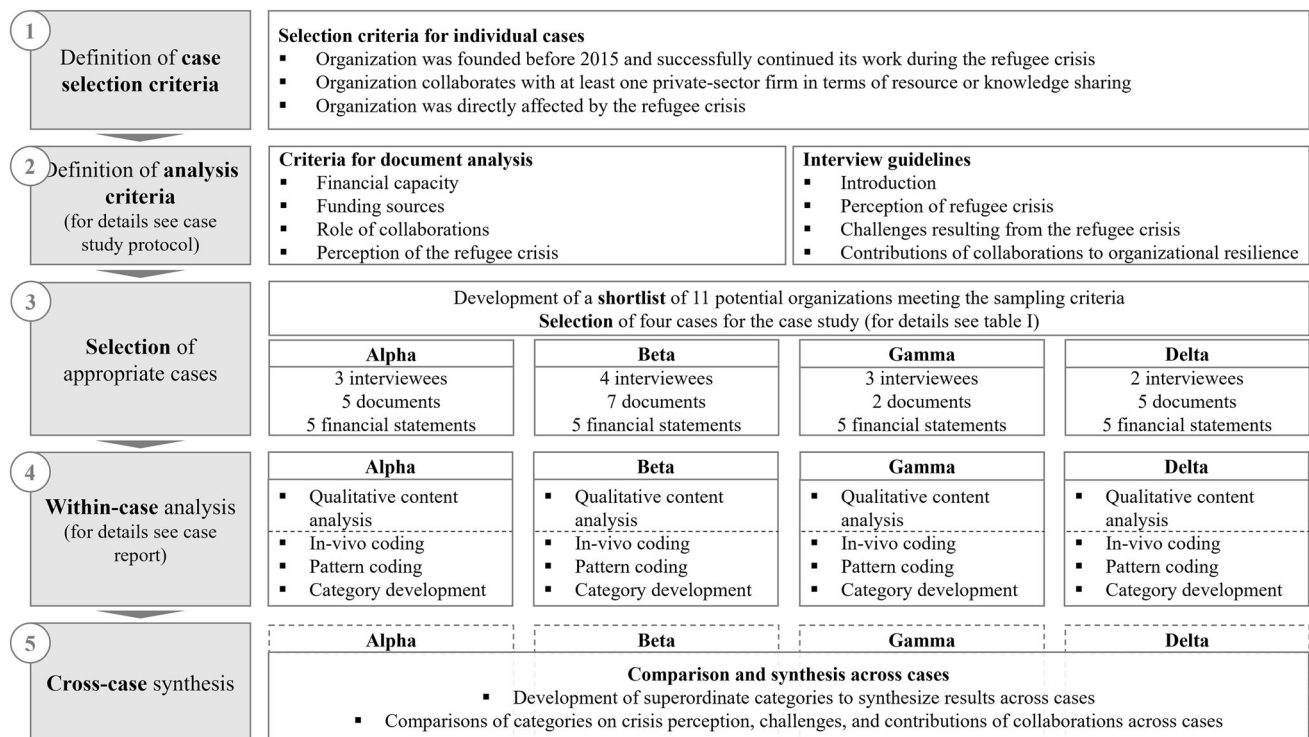 1
Definition of case
selection criteria
Selection criteria for individual cases
▪ Organization was founded before 2015 and successfully continued its work during the refugee crisis
▪ Organization collaborates with at least one private-sector firm in terms of resource or knowledge sharing
▪ Organization was directly affected by the refugee crisis
2
Definition of analysis
criteria
(for details see case
study protocol)
Criteria for document analysis
▪ Financial capacity
▪ Funding sources
▪ Role of collaborations
▪ Perception of the refugee crisis
Interview guidelines
▪ Introduction
▪ Perception of refugee crisis
▪ Challenges resulting from the refugee crisis
▪ Contributions of collaborations to organizational resilience
3
Selection of
appropriate cases
Development of a shortlist of 11 potential organizations meeting the sampling criteria
Selection of four cases for the case study (for details see table I)
Alpha
3 interviewees
5 documents
5 financial statements
Beta
4 interviewees
7 documents
5 financial statements
Gamma
3 interviewees
2 documents
5 financial statements
Delta
2 interviewees
5 documents
5 financial statements
4
Within-case analysis
(for details see case
report)
Alpha
▪ Qualitative content
analysis
▪ In-vivo coding
▪ Pattern coding
▪ Category development
Beta
▪ Qualitative content
analysis
▪ In-vivo coding
▪ Pattern coding
▪ Category development
Gamma
▪ Qualitative content
analysis
▪ In-vivo coding
▪ Pattern coding
▪ Category development
Delta
▪ Qualitative content
analysis
▪ In-vivo coding
▪ Pattern coding
▪ Category development
5
Cross-case synthesis
Alpha
Beta
Gamma
Delta
Comparison and synthesis across cases
▪ Development of superordinate categories to synthesize results across cases
▪ Comparisons of categories on crisis perception, challenges, and contributions of collaborations across cases